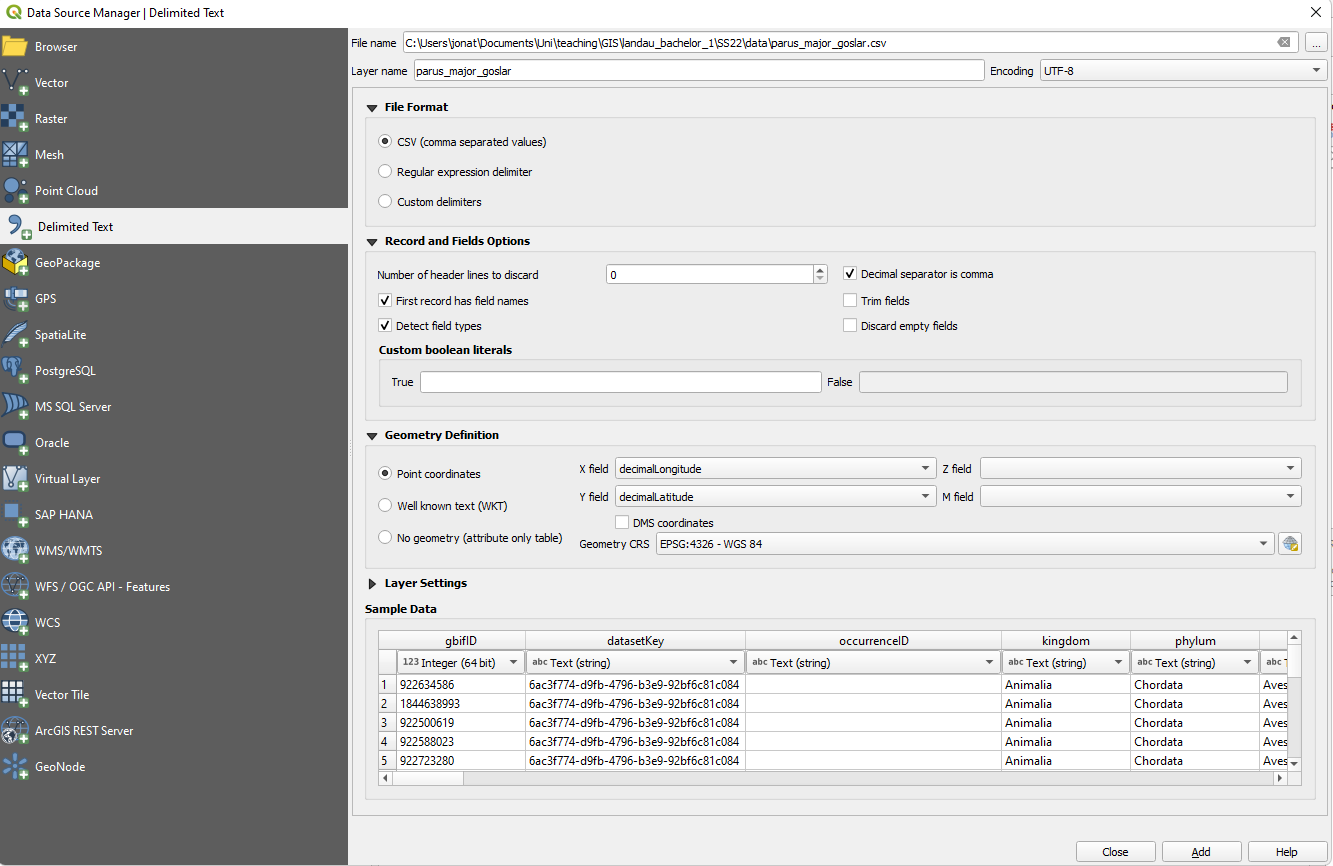 Data Source Manager | Delimited Text
Browser
Vector
Raster
Mesh
Point Cloud
Delimited Text
GeoPackage
GPS
SpatiaLite
PostgreSQL
MS SQL Server
Oracle
Virtual Layer
SAP HANA
WMS/WMTS
WFS / OGC API - Features
WCS
XYZ
Vector Tile
ArcGIS REST Server
GeoNode
File name C:\Users\jonat\Documents\Uni\teaching\GIS\landau_bachelor_1\SS22\data\parus_major_goslar.csv ...
Layer name parus_major_goslar Encoding UTF-8
File Format
CSV (comma separated values)
Regular expression delimiter
Custom delimiters
Record and Fields Options
Number of header lines to discard 0 Decimal separator is comma
First record has field names Trim fields
Detect field types Discard empty fields
Custom boolean literals
True False
Geometry Definition
Point coordinates X field decimalLongitude Z field
Well known text (WKT) Y field decimalLatitude M field
DMS coordinates
No geometry (attribute only table) Geometry CRS EPSG:4326 - WGS 84
Layer Settings
Sample Data
gbifID datasetKey occurrenceID kingdom phylum
123 Integer (64 bit) abc Text (string) abc Text (string) abc Text (string) abc Text (string) abc
1 922634586 6ac3f774-d9fb-4796-b3e9-92bf6c81c084 Animalia Chordata Aves
2 1844638993 6ac3f774-d9fb-4796-b3e9-92bf6c81c084 Animalia Chordata Aves
3 922500619 6ac3f774-d9fb-4796-b3e9-92bf6c81c084 Animalia Chordata Aves
4 922588023 6ac3f774-d9fb-4796-b3e9-92bf6c81c084 Animalia Chordata Aves
5 922723280 6ac3f774-d9fb-4796-b3e9-92bf6c81c084 Animalia Chordata Aves
Close Add Help